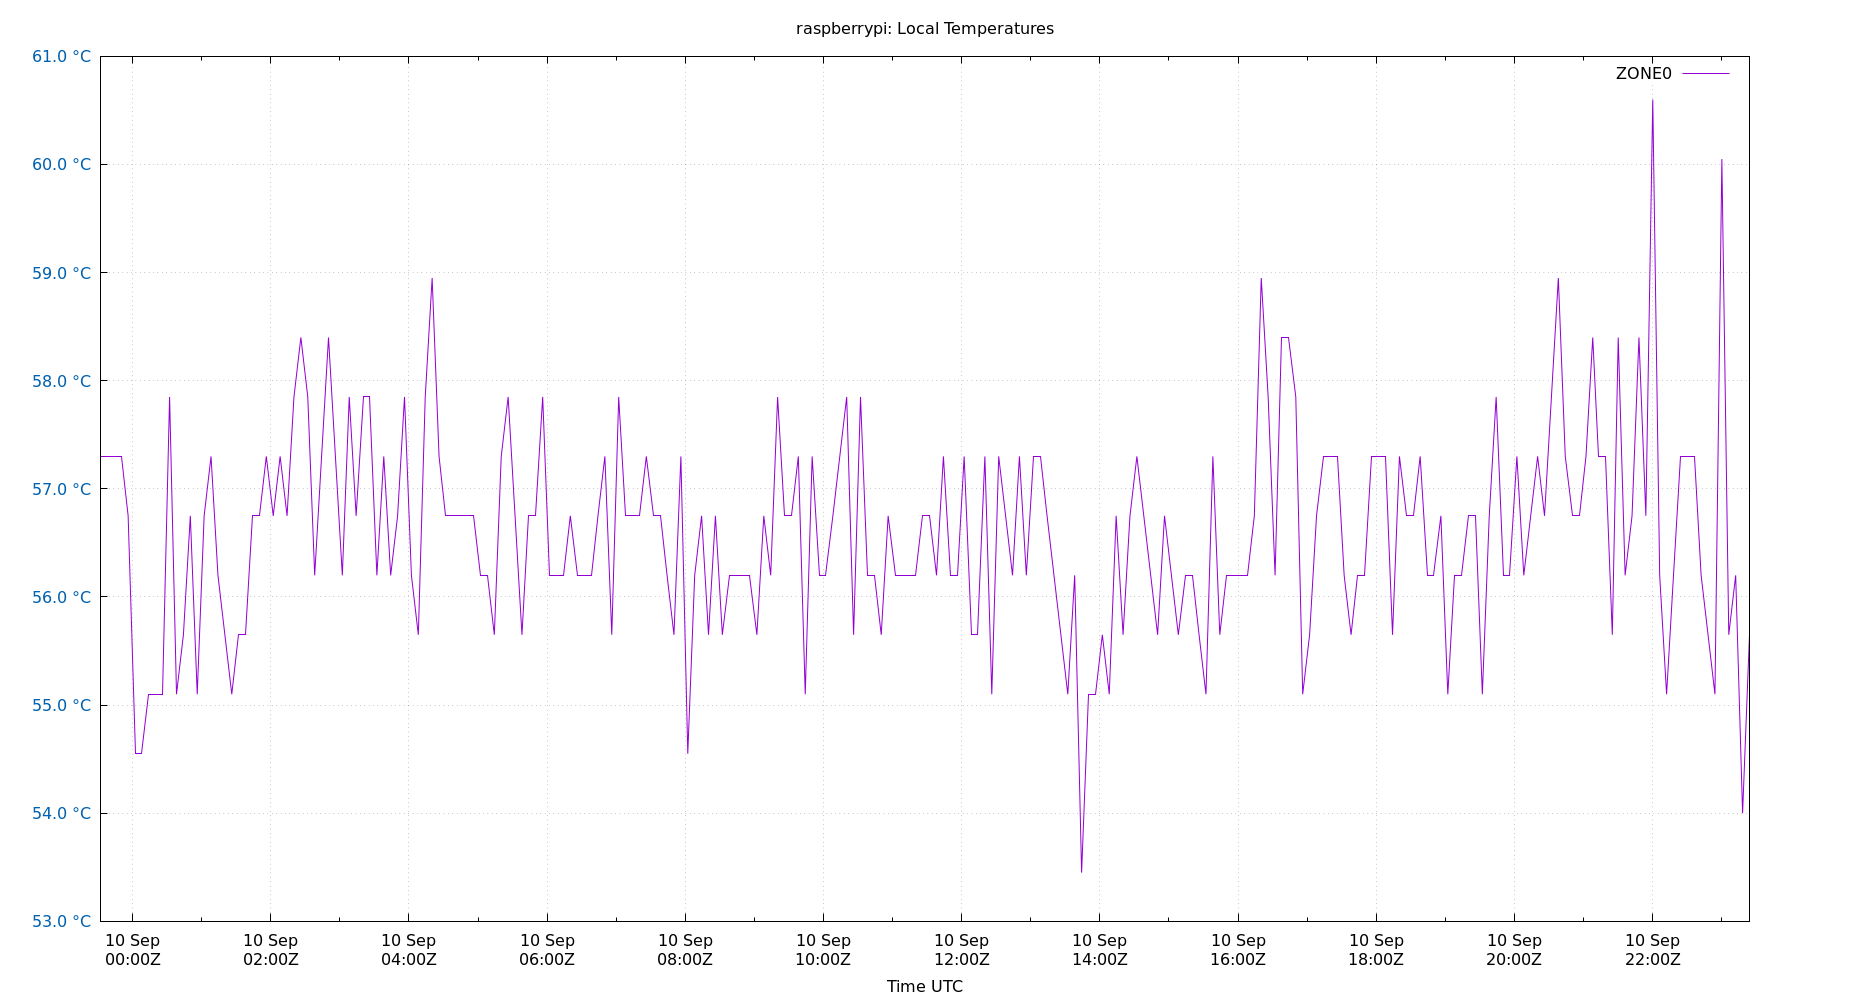 raspberrypi: Local Temperatures
61.0 °C
ZONE0
60.0 °C
59.0 °C
58.0 °C
57.0 °C
56.0 °C
55.0 °C
54.0 °C
53.0 °C
10 Sep 10 Sep 10 Sep 10 Sep 10 Sep 10 Sep 10 Sep 10 Sep 10 Sep 10 Sep 10 Sep 10 Sep
00:00Z 02:00Z 04:00Z 06:00Z 08:00Z 10:00Z 12:00Z 14:00Z 16:00Z 18:00Z 20:00Z 22:00Z
Time UTC